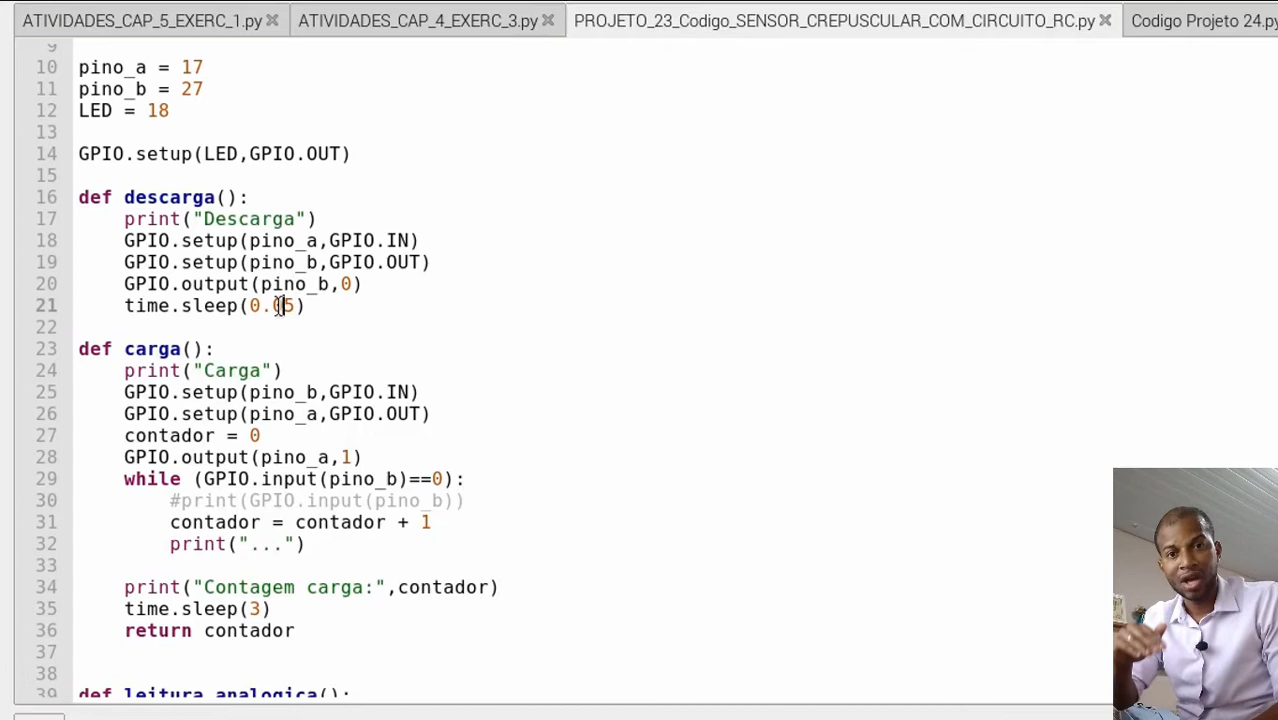 ATIVIDADES_CAP_5_EXERC_1.py ATIVIDADES_CAP_4_EXERC_3.py PROJETO_23_Codigo_SENSOR_CREPUSCULAR_COM_CIRCUITO_RC.py Codigo Projeto 24.py
9
10 pino_a = 17
11 pino_b = 27
12 LED = 18
13
14 GPIO.setup(LED,GPIO.OUT)
15
16 def descarga():
17     print("Descarga")
18     GPIO.setup(pino_a,GPIO.IN)
19     GPIO.setup(pino_b,GPIO.OUT)
20     GPIO.output(pino_b,0)
21     time.sleep(0.05)
22
23 def carga():
24     print("Carga")
25     GPIO.setup(pino_b,GPIO.IN)
26     GPIO.setup(pino_a,GPIO.OUT)
27     contador = 0
28     GPIO.output(pino_a,1)
29     while (GPIO.input(pino_b)==0):
30         #print(GPIO.input(pino_b))
31         contador = contador + 1
32         print("...")
33
34     print("Contagem carga:",contador)
35     time.sleep(3)
36     return contador
37
38
39 def leitura_analogica():